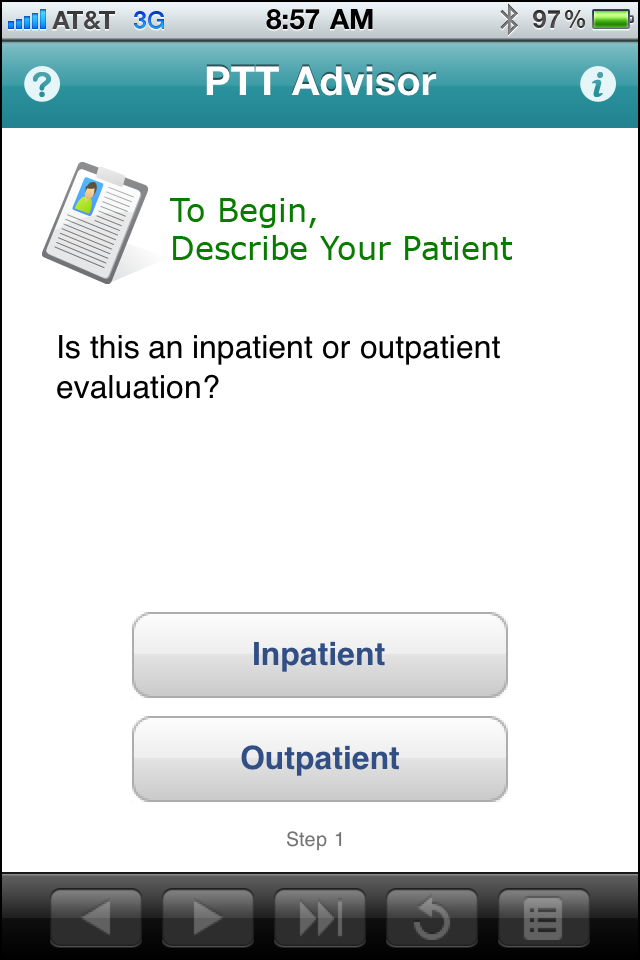 AT&T 3G 8:57 AM 97%
? PTT Advisor i
To Begin,
Describe Your Patient
Is this an inpatient or outpatient
evaluation?
Inpatient
Outpatient
Step 1